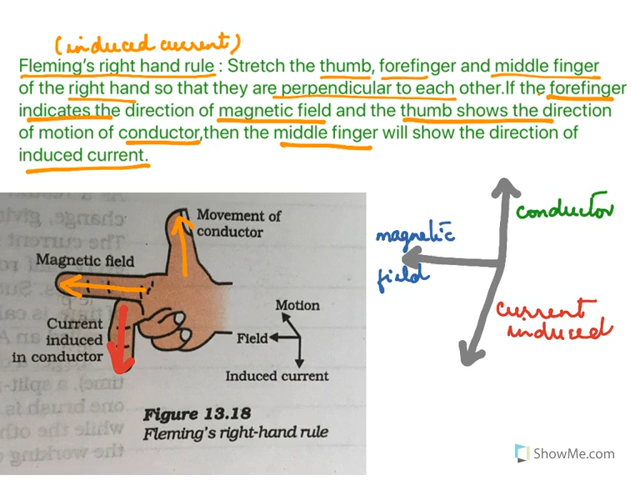 (induced current)
Fleming's right hand rule : Stretch the thumb, forefinger and middle finger
of the right hand so that they are perpendicular to each other.If the forefinger
indicates the direction of magnetic field and the thumb shows the direction
of motion of conductor,then the middle finger will show the direction of
induced current.
Movement of
conductor
Magnetic field
Current
induced
in conductor
Motion
Field
Induced current
Figure 13.18
Fleming's right-hand rule
conductor
magnetic
field
current
induced
ShowMe.com